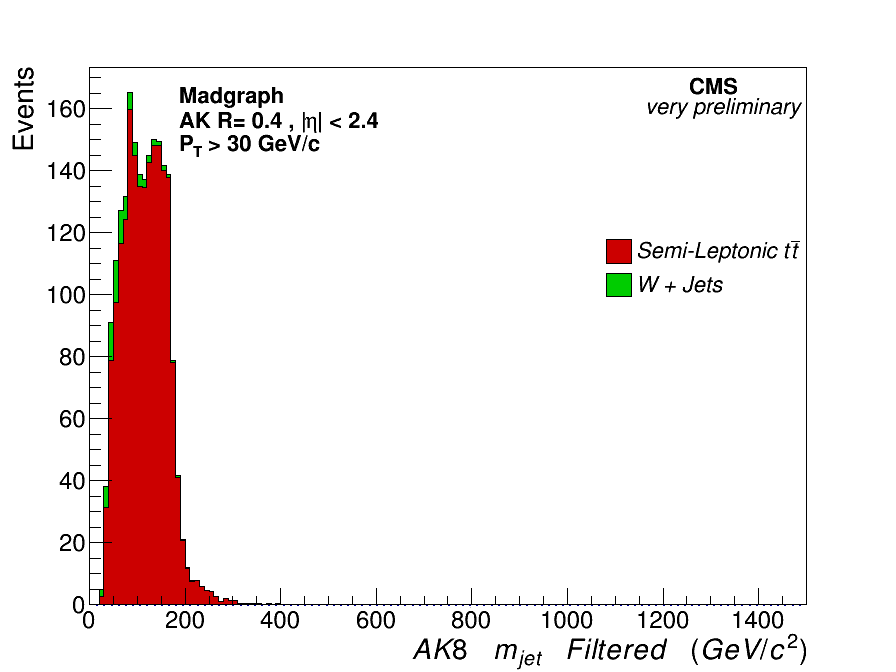 Events
160
140
120
100
80
60
40
20
0
Madgraph
AK R= 0.4 , |η| < 2.4
P_T > 30 GeV/c
CMS
very preliminary
Semi-Leptonic tt̅
W + Jets
0 200 400 600 800 1000 1200 1400
AK8 m_jet Filtered (GeV/c²)